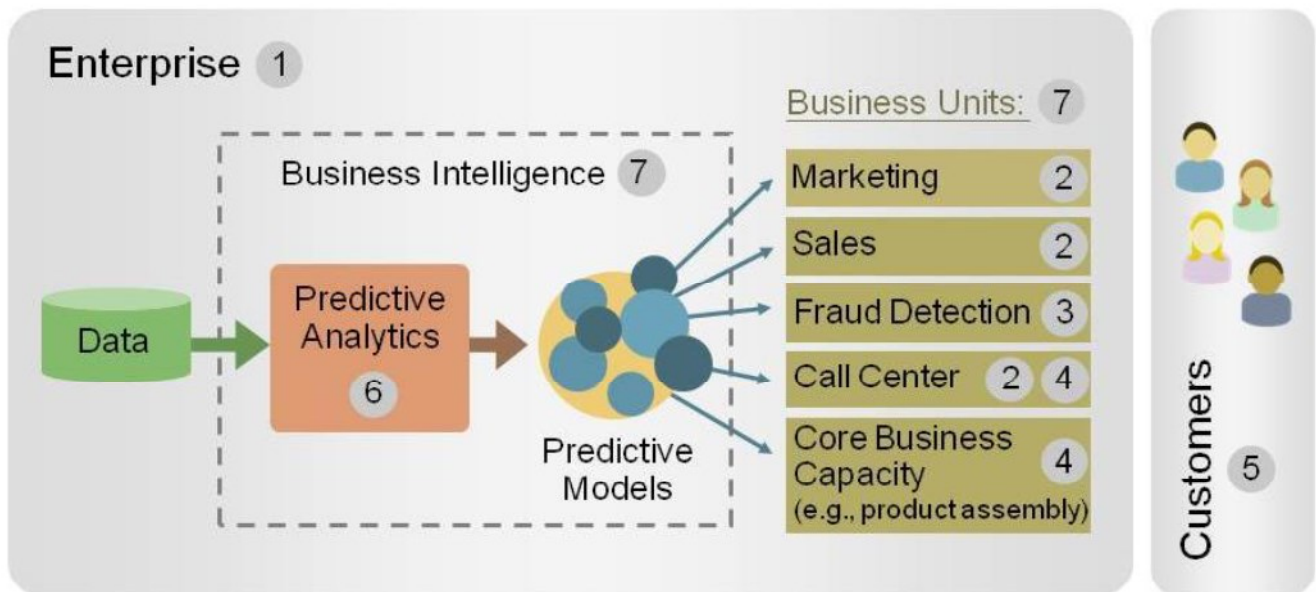 Enterprise 1
Business Units: 7
Business Intelligence 7
Marketing 2
Sales 2
Predictive
Analytics
6
Fraud Detection 3
Data
Call Center 2 4
Predictive
Models
Core Business
Capacity 4
(e.g., product assembly)
Customers 5